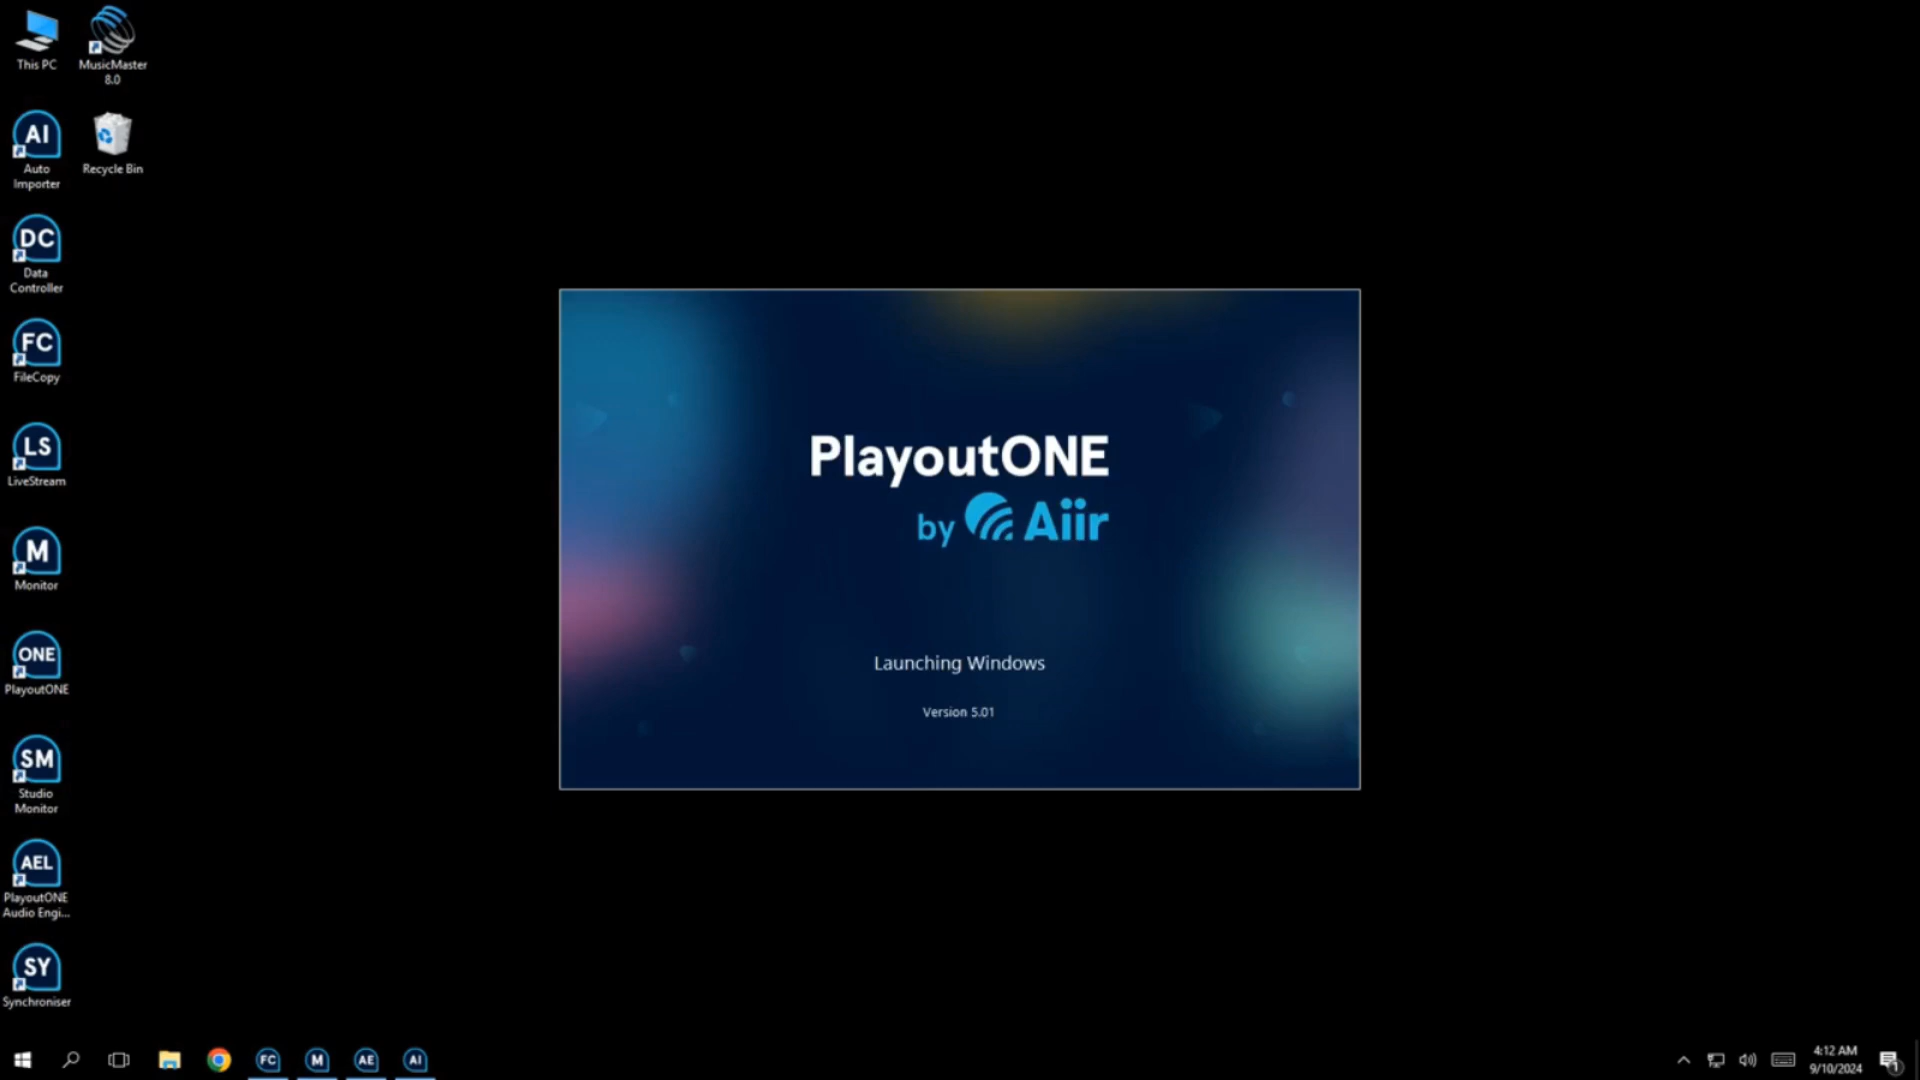 This PC
MusicMaster
8.0
AI
Auto
Importer
Recycle Bin
DC
Data
Controller
FC
FileCopy
LS
LiveStream
M
Monitor
ONE
PlayoutONE
SM
Studio
Monitor
AEL
PlayoutONE
Audio Engi...
SY
Synchroniser
PlayoutONE
by Aiir
Launching Windows
Version 5.01
FC
M
AE
AI
4:12 AM
9/10/2024
1